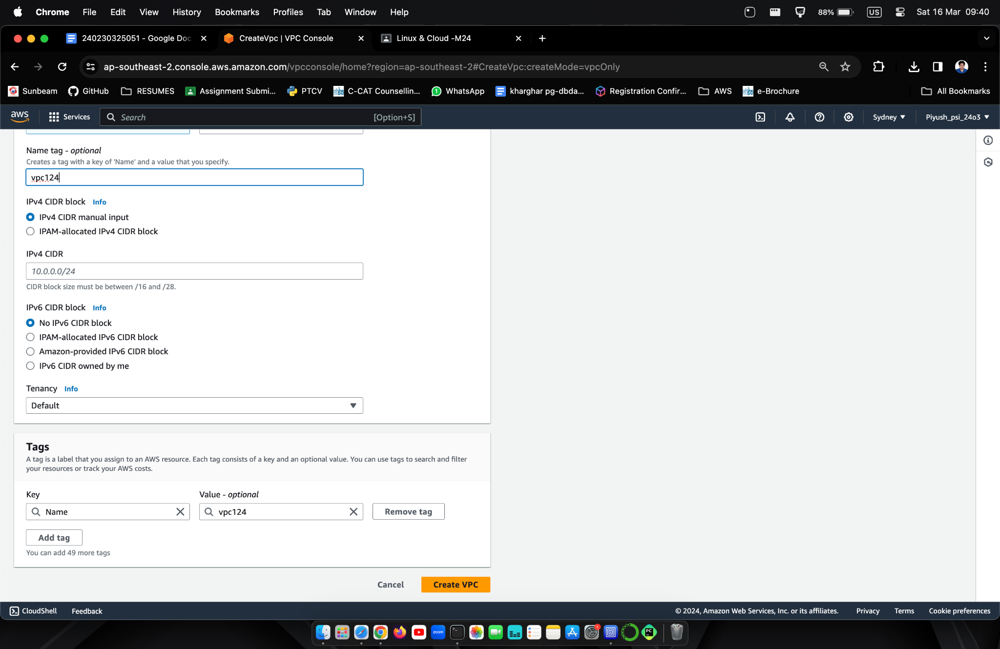 Chrome File Edit View History Bookmarks Profiles Tab Window Help 88% US Sat 16 Mar 09:40
240230325051 - Google Doc CreateVpc | VPC Console Linux & Cloud -M24
ap-southeast-2.console.aws.amazon.com/vpcconsole/home?region=ap-southeast-2#CreateVpc:createMode=vpcOnly
Sunbeam GitHub RESUMES Assignment Submi... PTCV C-CAT Counsellin... 1 WhatsApp kharghar pg-dbda... Registration Confir... AWS e-Brochure All Bookmarks
aws Services Search [Option+S] Sydney Piyush_psi_24o3
Name tag - optional
Creates a tag with a key of 'Name' and a value that you specify.
vpc124
IPv4 CIDR block Info
IPv4 CIDR manual input
IPAM-allocated IPv4 CIDR block
IPv4 CIDR
10.0.0.0/24
CIDR block size must be between /16 and /28.
IPv6 CIDR block Info
No IPv6 CIDR block
IPAM-allocated IPv6 CIDR block
Amazon-provided IPv6 CIDR block
IPv6 CIDR owned by me
Tenancy Info
Default
Tags
A tag is a label that you assign to an AWS resource. Each tag consists of a key and an optional value. You can use tags to search and filter
your resources or track your AWS costs.
Key Value - optional
Name vpc124 Remove tag
Add tag
You can add 49 more tags
Cancel Create VPC
CloudShell Feedback © 2024, Amazon Web Services, Inc. or its affiliates. Privacy Terms Cookie preferences
zoom 1 PC